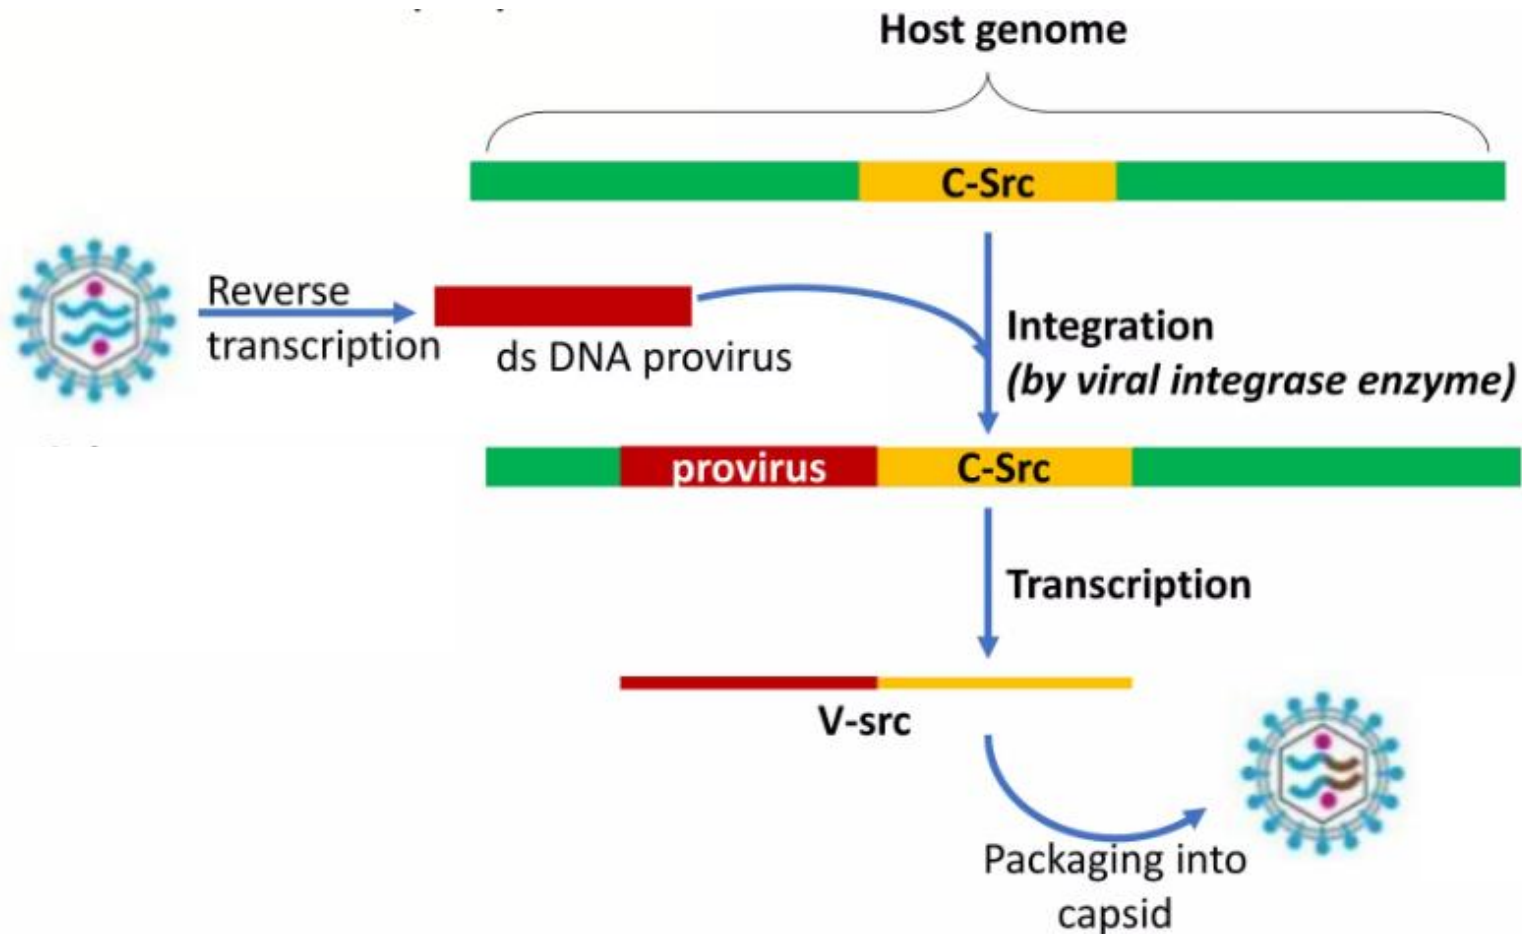 Host genome
C-Src
Reverse
transcription
ds DNA provirus
Integration
(by viral integrase enzyme)
provirus
C-Src
Transcription
V-src
Packaging into
capsid